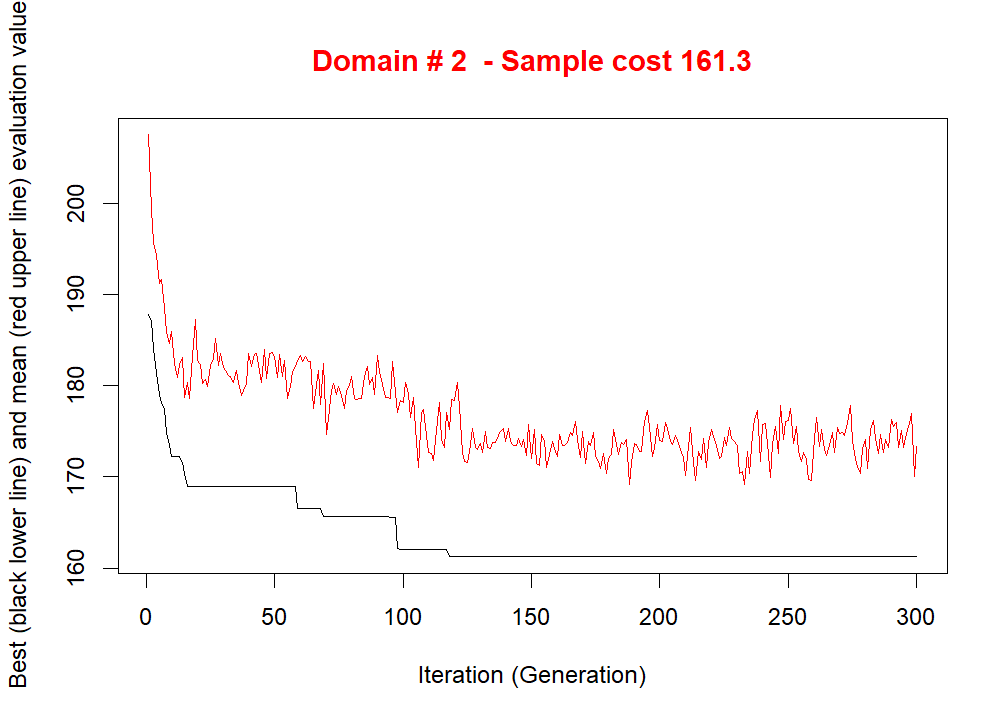 Domain # 2  - Sample cost 161.3
Best (black lower line) and mean (red upper line) evaluation value
200
190
180
170
160
0 50 100 150 200 250 300
Iteration (Generation)